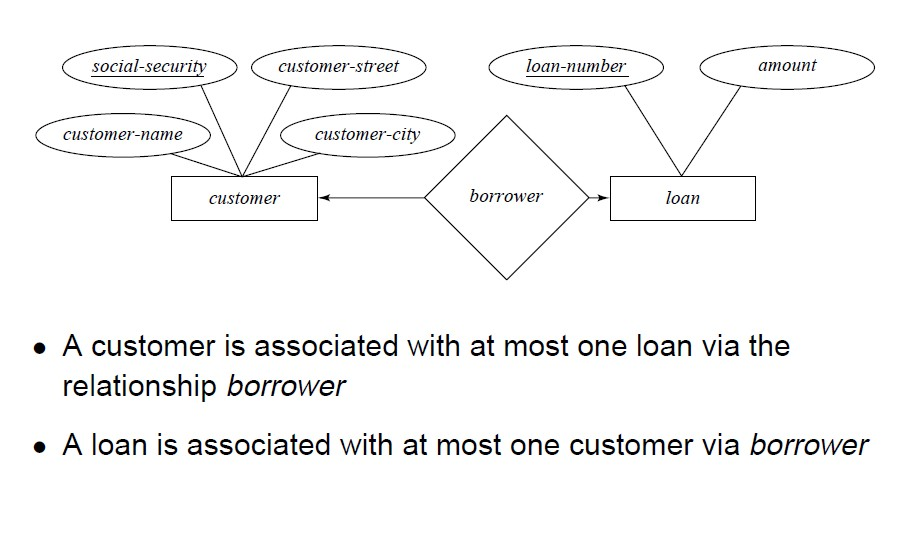 social-security
customer-street
loan-number
amount
customer-name
customer-city
customer
borrower
loan
• A customer is associated with at most one loan via the
relationship borrower
• A loan is associated with at most one customer via borrower